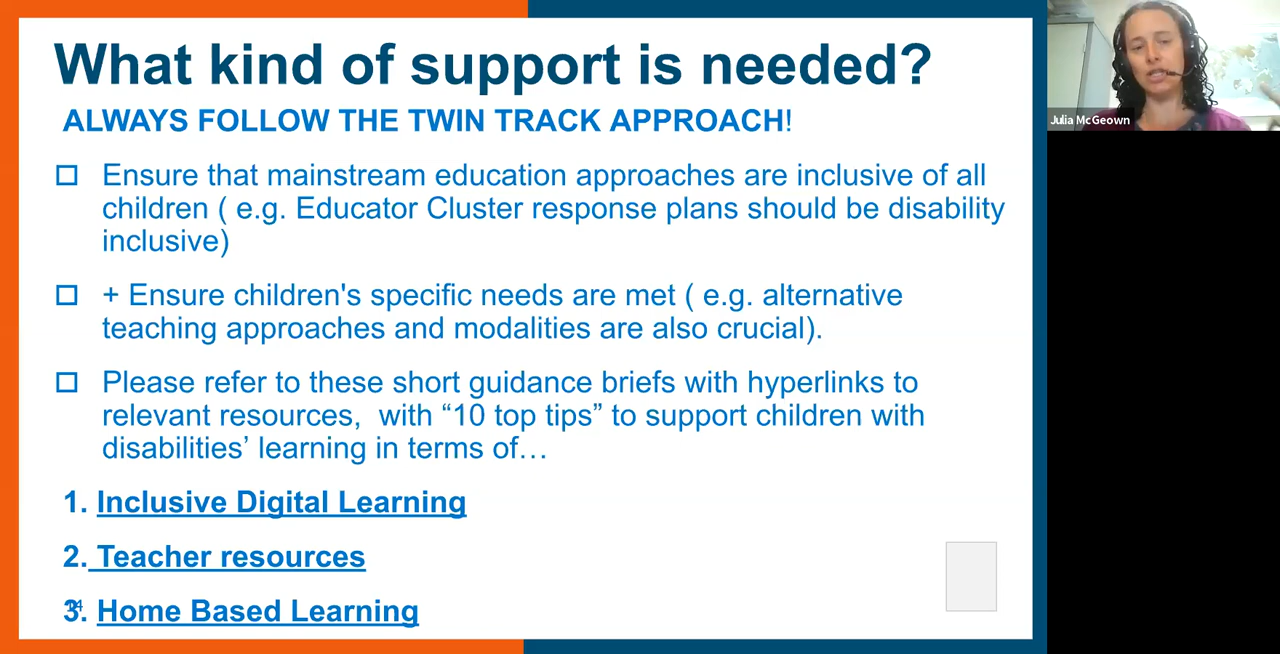 What kind of support is needed?
ALWAYS FOLLOW THE TWIN TRACK APPROACH!
Ensure that mainstream education approaches are inclusive of all
children ( e.g. Educator Cluster response plans should be disability
inclusive)
+ Ensure children's specific needs are met ( e.g. alternative
teaching approaches and modalities are also crucial).
Please refer to these short guidance briefs with hyperlinks to
relevant resources,  with “10 top tips” to support children with
disabilities’ learning in terms of…
1. Inclusive Digital Learning
2. Teacher resources
3. Home Based Learning
14
Julia McGeown